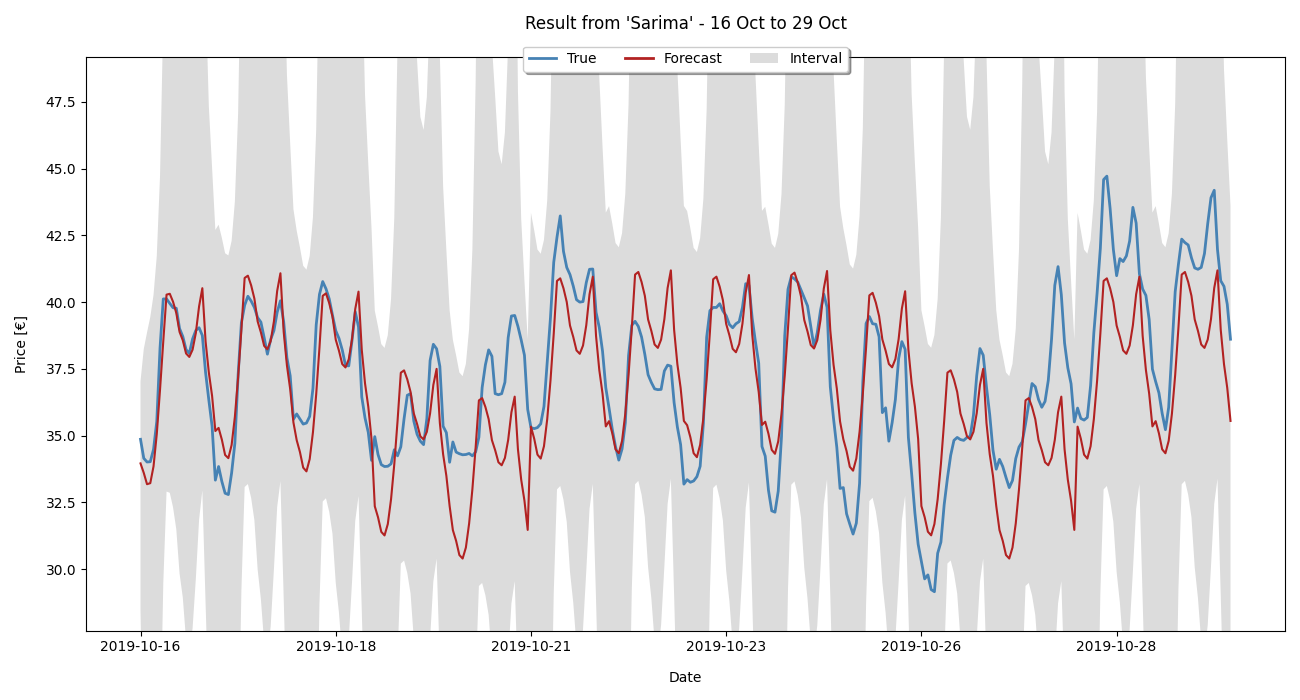 Result from 'Sarima' - 16 Oct to 29 Oct
True Forecast Interval
47.5
45.0
42.5
40.0
37.5
35.0
32.5
30.0
Price [€]
2019-10-16 2019-10-18 2019-10-21 2019-10-23 2019-10-26 2019-10-28
Date